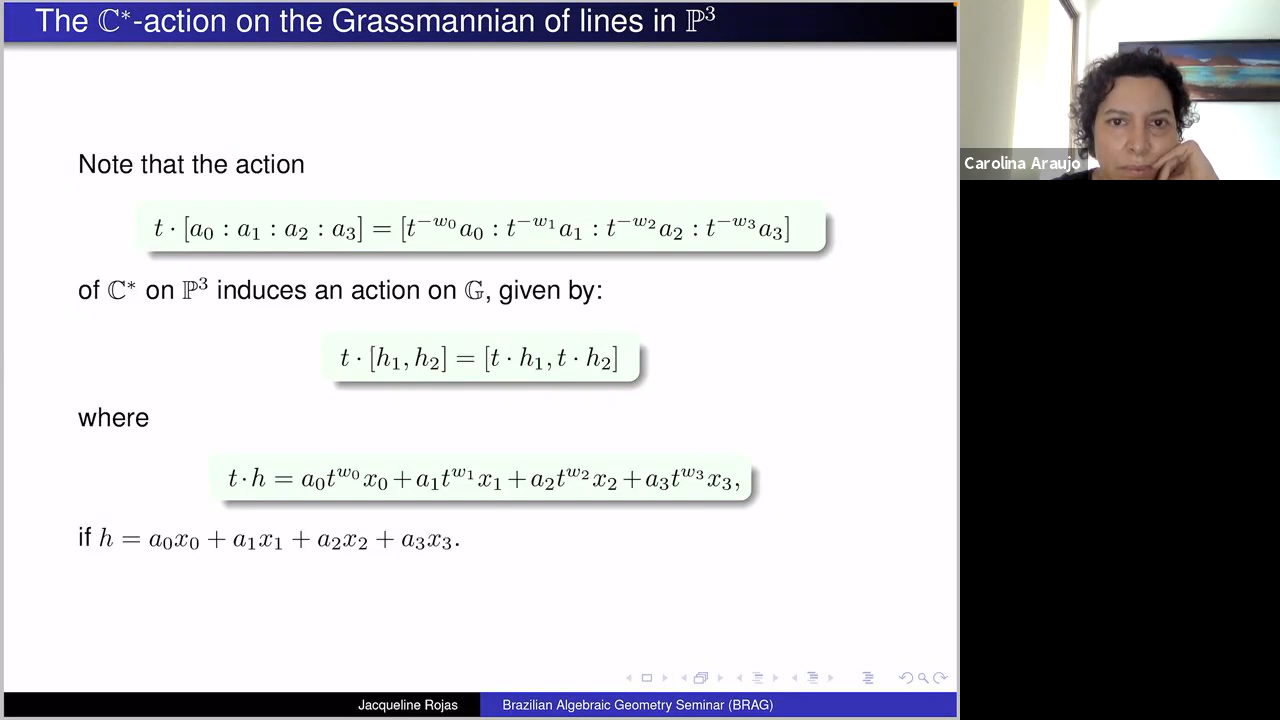 The ℂ*-action on the Grassmannian of lines in ℙ³
Carolina Araujo
Note that the action
t · [a₀ : a₁ : a₂ : a₃] = [t^{-w₀}a₀ : t^{-w₁}a₁ : t^{-w₂}a₂ : t^{-w₃}a₃]
of ℂ* on ℙ³ induces an action on 𝔾, given by:
t · [h₁, h₂] = [t · h₁, t · h₂]
where
t · h = a₀t^{w₀}x₀ + a₁t^{w₁}x₁ + a₂t^{w₂}x₂ + a₃t^{w₃}x₃,
if h = a₀x₀ + a₁x₁ + a₂x₂ + a₃x₃.
Jacqueline Rojas
Brazilian Algebraic Geometry Seminar (BRAG)